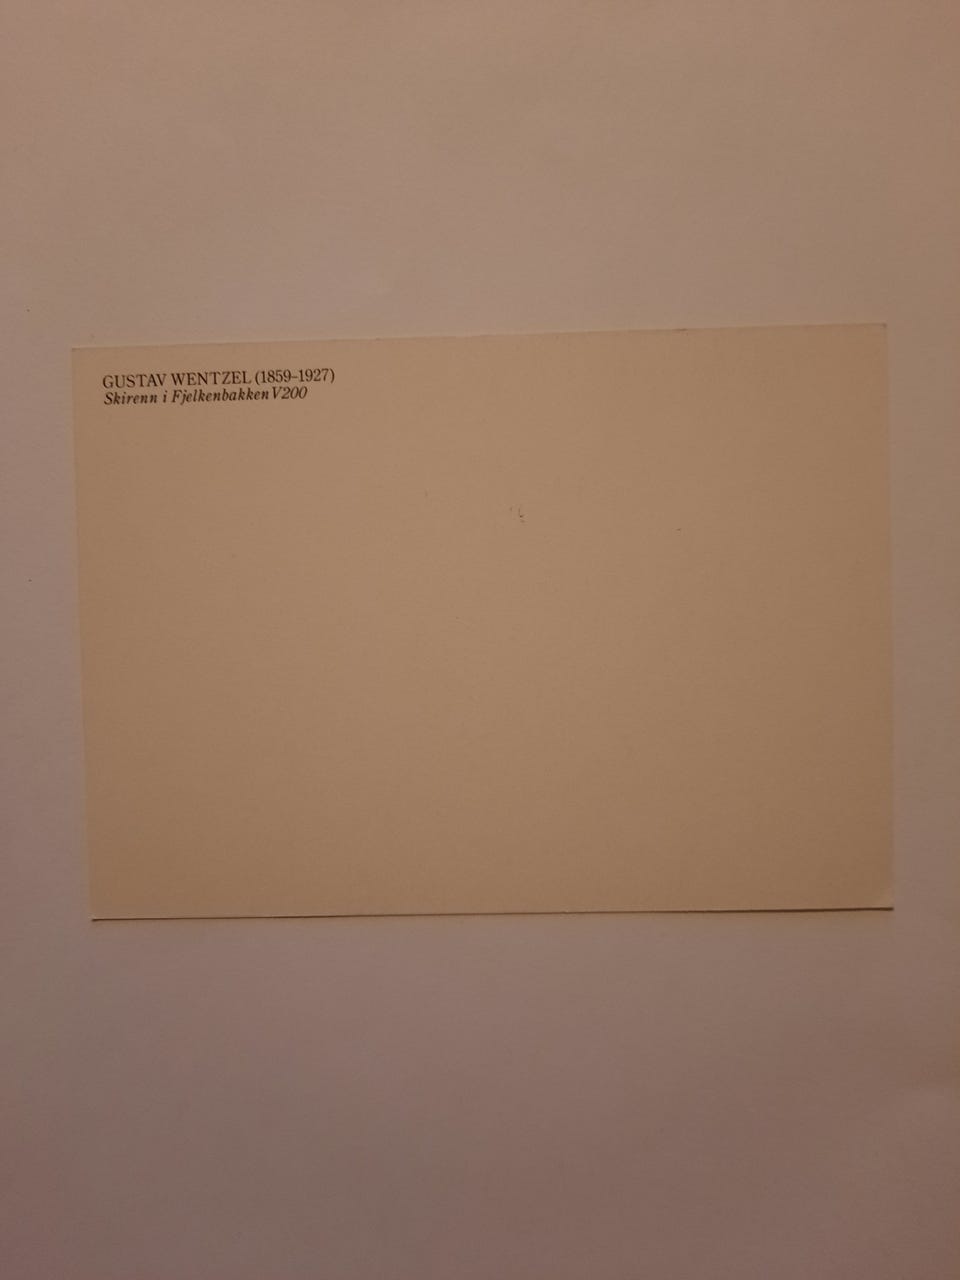 GUSTAV WENTZEL (1859–1927)
Skirenn i Fjelkenbakken V200